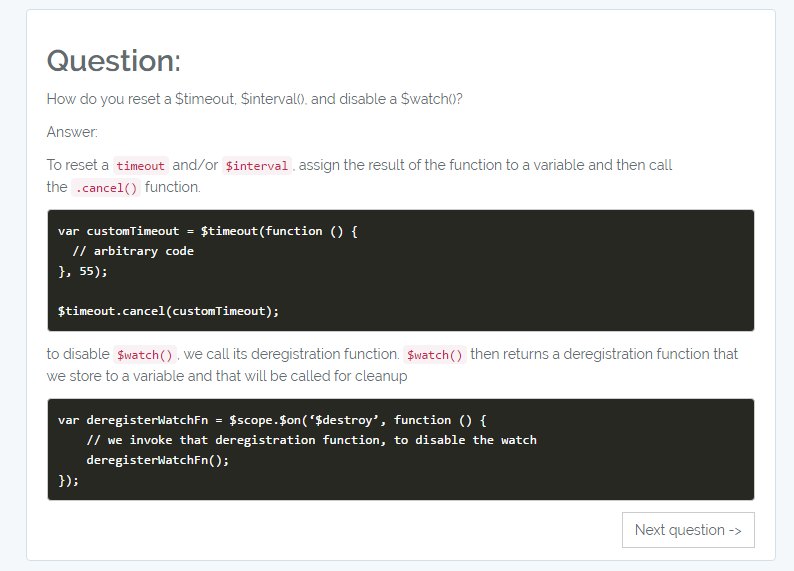 Question:
How do you reset a $timeout, $interval(), and disable a $watch()?
Answer:
To reset a timeout and/or $interval, assign the result of the function to a variable and then call
the .cancel() function.
var customTimeout = $timeout(function () {
  // arbitrary code
}, 55);
$timeout.cancel(customTimeout);
to disable $watch(), we call its deregistration function. $watch() then returns a deregistration function that
we store to a variable and that will be called for cleanup
var deregisterWatchFn = $scope.$on(‘$destroy’, function () {
    // we invoke that deregistration function, to disable the watch
    deregisterWatchFn();
});
Next question ->